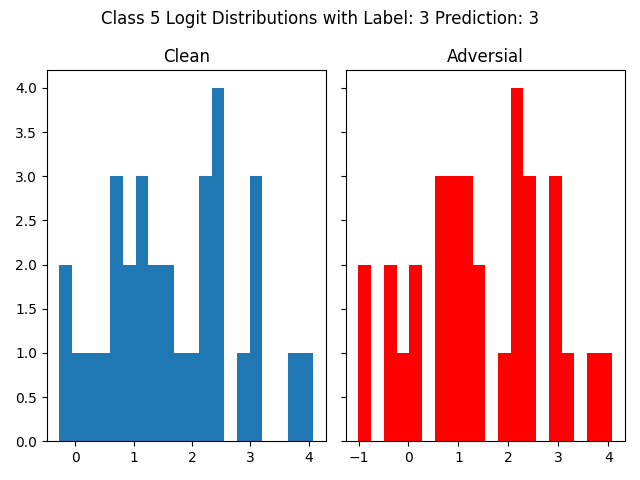 Class 5 Logit Distributions with Label: 3 Prediction: 3
Clean
Adversial
4.0
3.5
3.0
2.5
2.0
1.5
1.0
0.5
0.0
0 1 2 3 4
−1 0 1 2 3 4